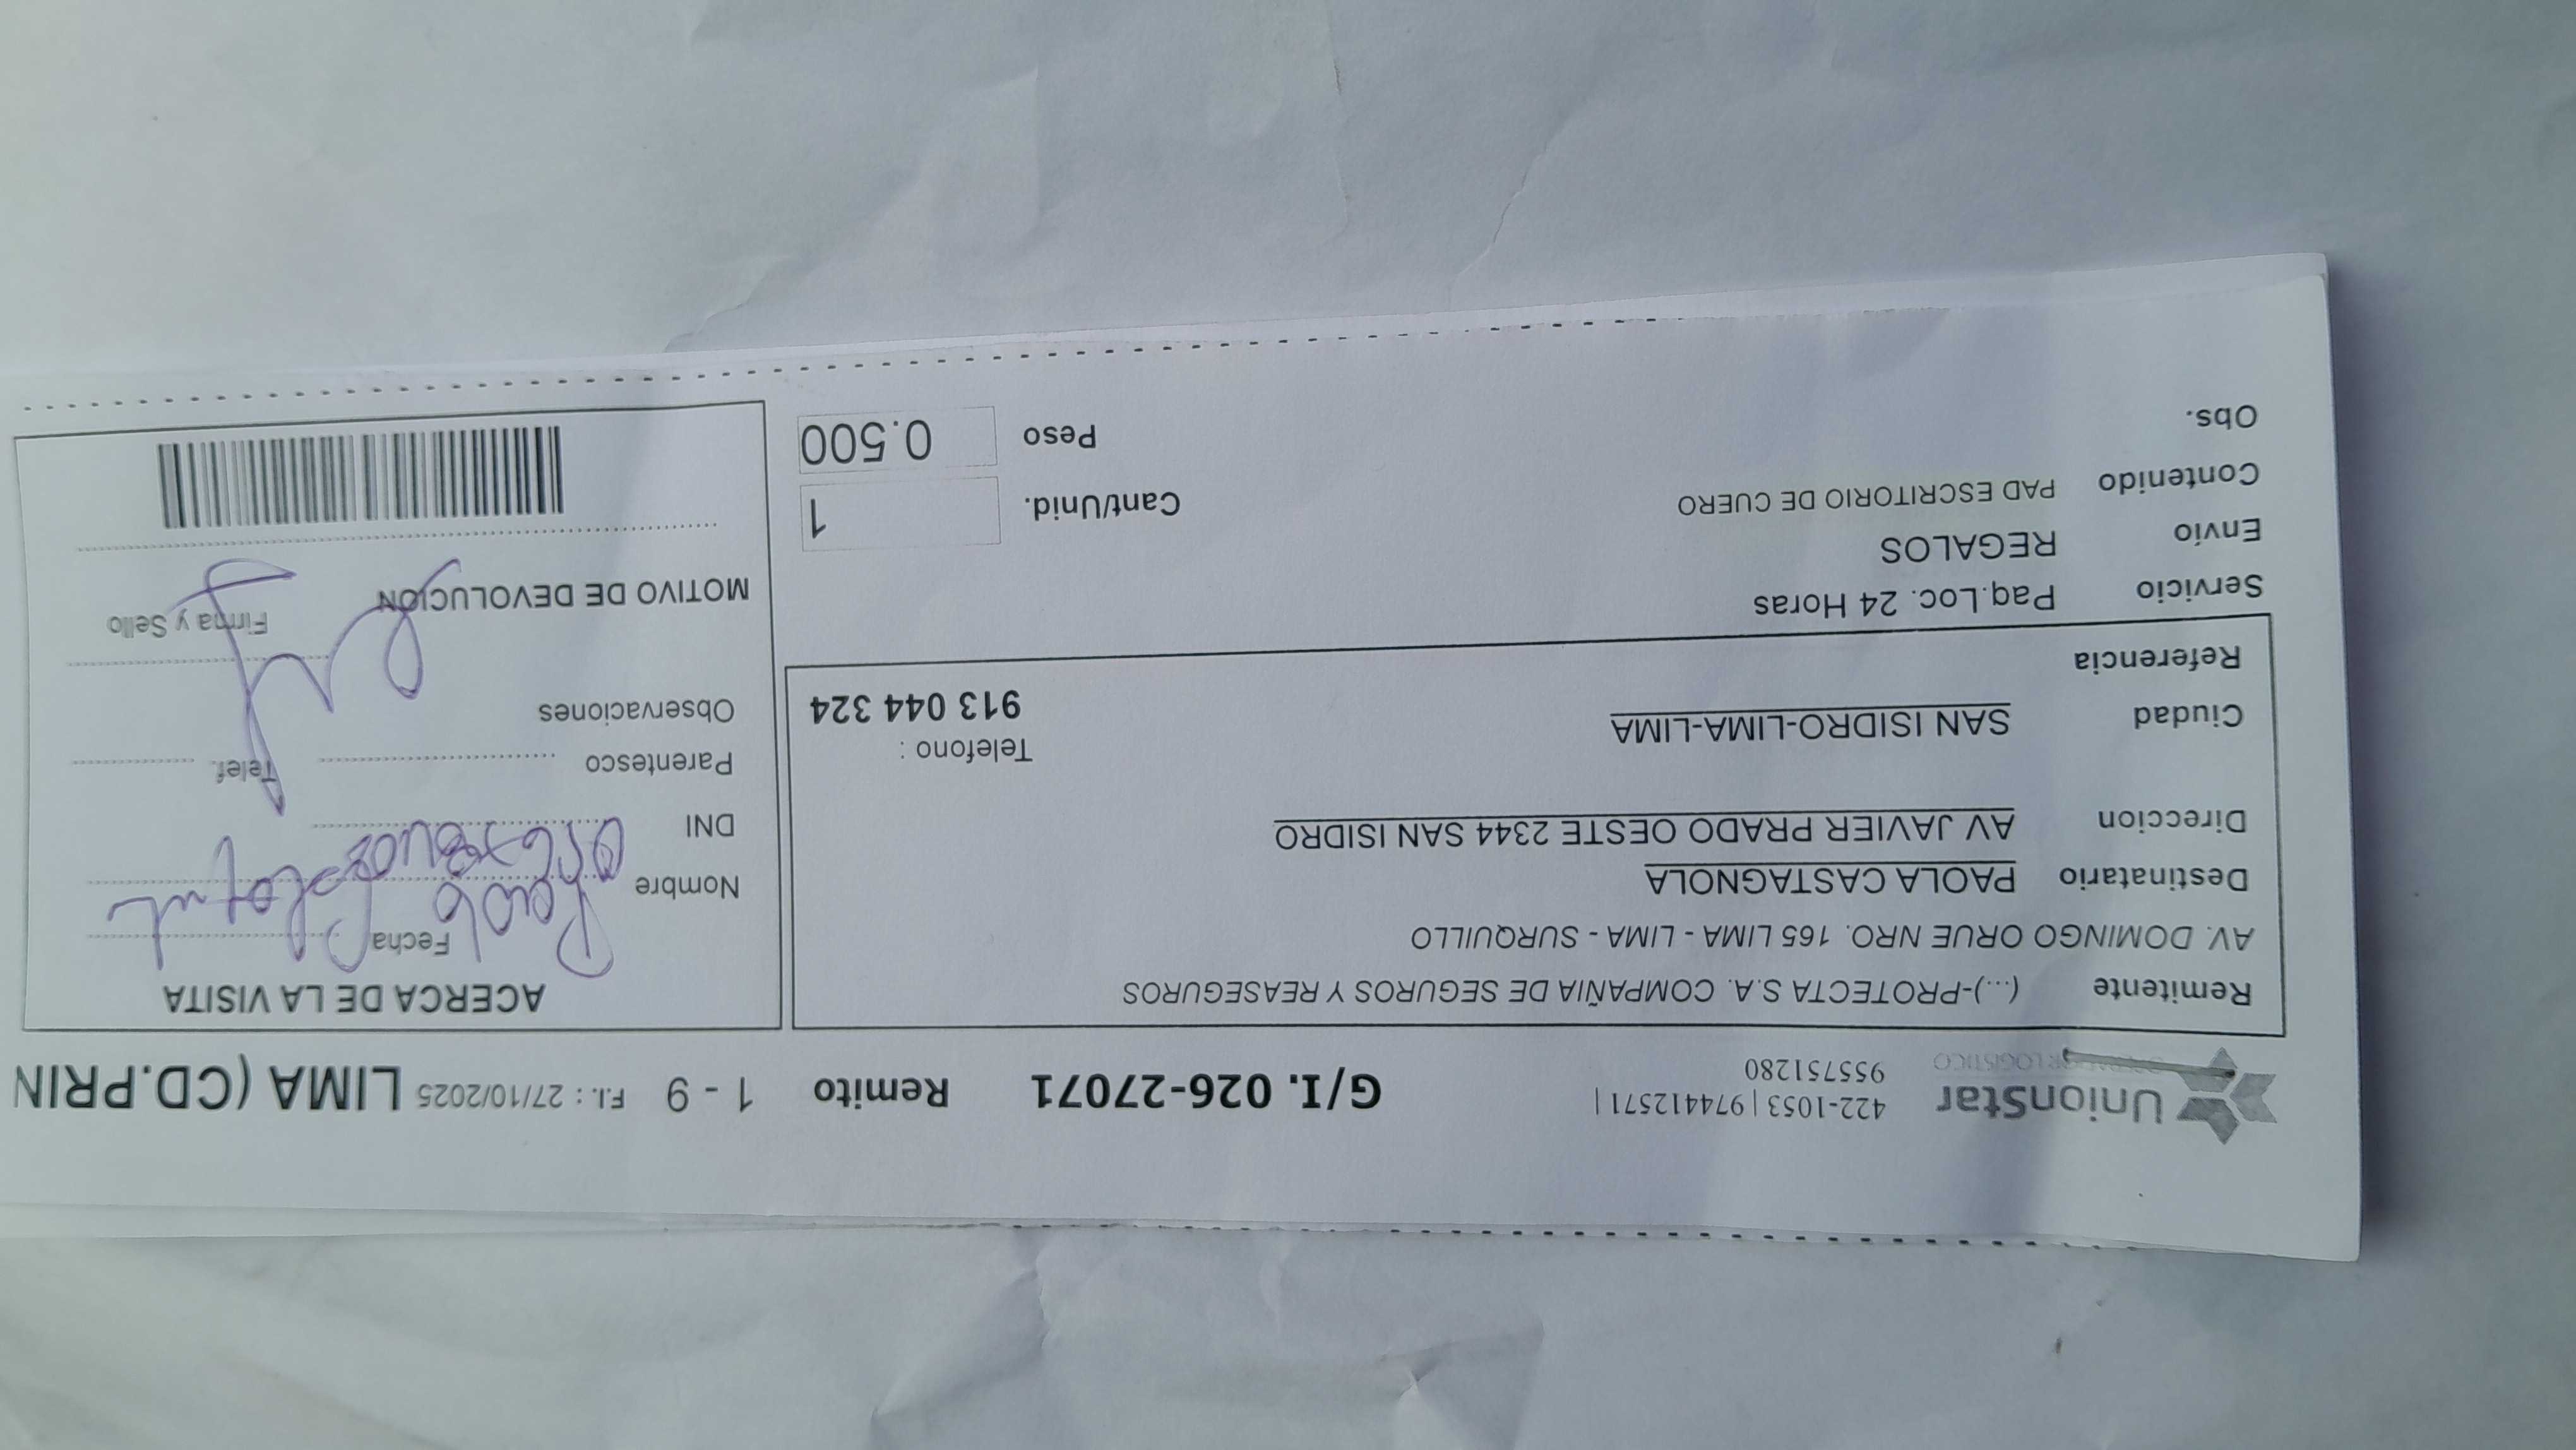 UnionStar
OPERADOR LOGISTICO
422-1053 | 974412571 |
955751280
G/I. 026-27071
Remito 1 - 9 F.I.: 27/10/2025 LIMA (CD.PRIN
Remitente (...)-PROTECTA S.A. COMPAÑIA DE SEGUROS Y REASEGUROS
AV. DOMINGO ORUE NRO. 165 LIMA - LIMA - SURQUILLO
Destinatario PAOLA CASTAGNOLA
Direccion AV JAVIER PRADO OESTE 2344 SAN ISIDRO
Telefono :
Ciudad SAN ISIDRO-LIMA-LIMA 913 044 324
Referencia
Servicio Paq.Loc. 24 Horas
Envío REGALOS
Cant/Unid. 1
Contenido PAD ESCRITORIO DE CUERO
Peso 0.500
Obs.
ACERCA DE LA VISITA
Fecha
Nombre
DNI
Parentesco Telef.
Observaciones
Firma y Sello
MOTIVO DE DEVOLUCIÓN